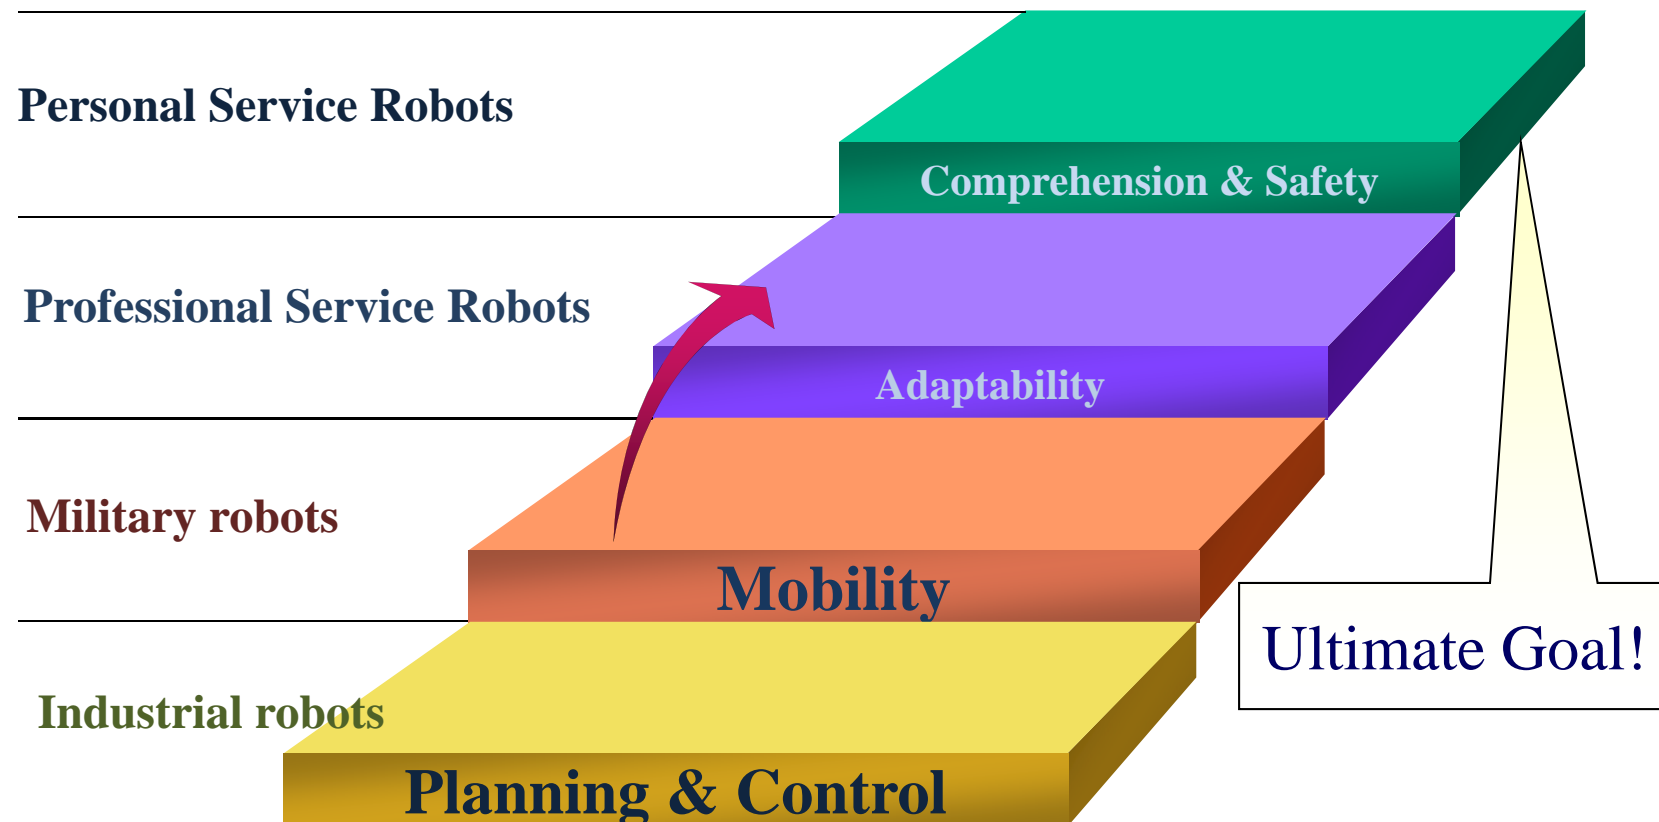 Personal Service Robots
Comprehension & Safety
Professional Service Robots
Adaptability
Military robots
Mobility
Ultimate Goal!
Industrial robots
Planning & Control